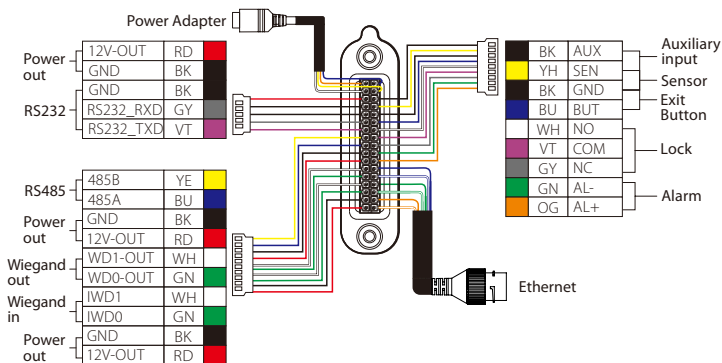 Power Adapter
Power out
12V-OUT RD
GND BK
RS232
GND BK
RS232_RXD GY
RS232_TXD VT
RS485
485B YE
485A BU
Power out
GND BK
12V-OUT RD
Wiegand out
WD1-OUT WH
WD0-OUT GN
Wiegand in
IWD1 WH
IWD0 GN
Power out
GND BK
12V-OUT RD
BK AUX
YH SEN
BK GND
BU BUT
WH NO
VT COM
GY NC
GN AL-
OG AL+
Auxiliary
input
Sensor
Exit
Button
Lock
Alarm
Ethernet